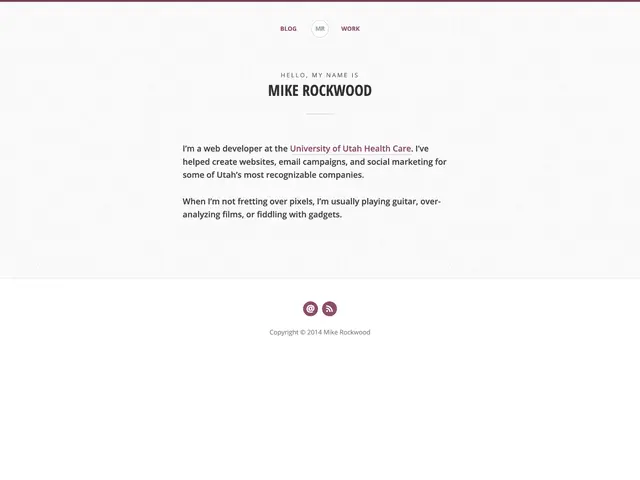 BLOG MR WORK
HELLO, MY NAME IS
MIKE ROCKWOOD
I'm a web developer at the University of Utah Health Care. I've
helped create websites, email campaigns, and social marketing for
some of Utah's most recognizable companies.
When I'm not fretting over pixels, I'm usually playing guitar, over-
analyzing films, or fiddling with gadgets.
@
Copyright © 2014 Mike Rockwood